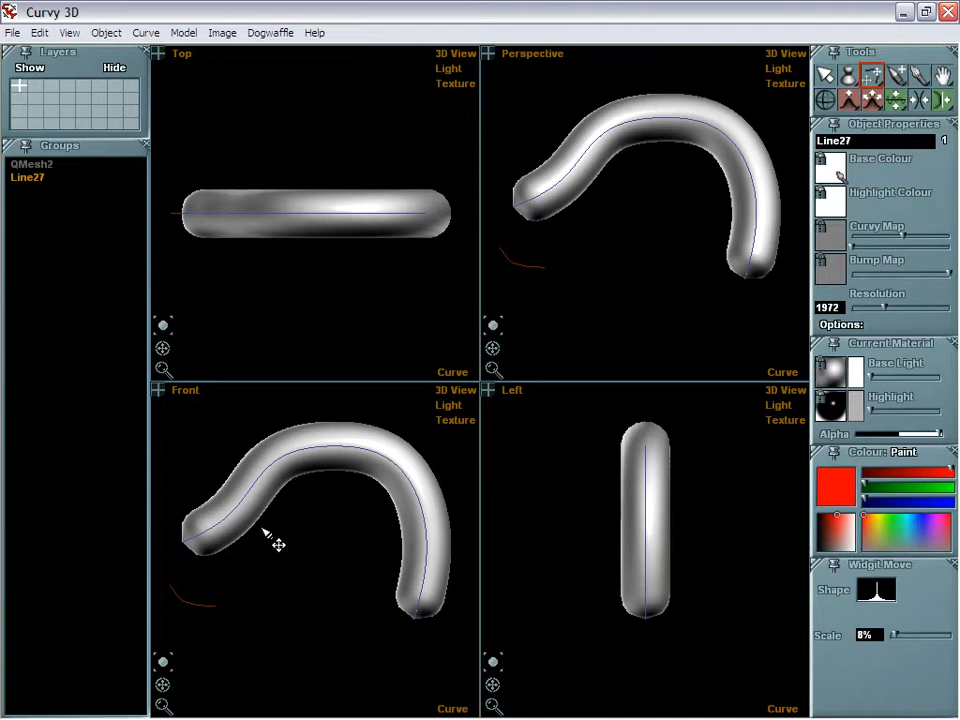 Curvy 3D
File Edit View Object Curve Model Image Dogwaffle Help
Layers
Show Hide
Groups
QMesh2
Line27
Top
3D View
Light
Texture
Curve
Perspective
3D View
Light
Texture
Curve
Front
3D View
Light
Texture
Curve
Left
3D View
Light
Texture
Curve
Tools
Object Properties
Line27 1
Base Colour
Highlight Colour
Curvy Map
Bump Map
Resolution
1972
Options:
Current Material
Base Light
Highlight
Alpha
Colour: Paint
Widgit Move
Shape
Scale 8%